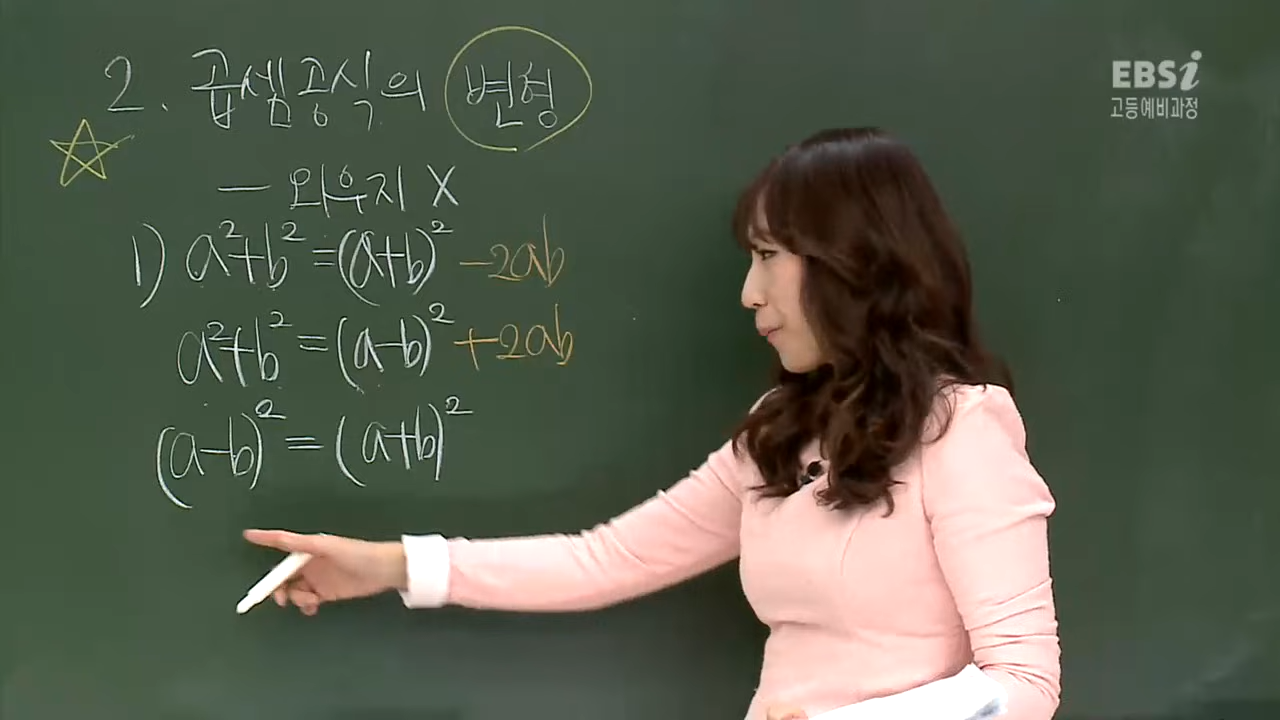 2. 곱셈공식의 변형
— 외우지 X
1) a²+b²=(a+b)²-2ab
a²+b²=(a-b)²+2ab
(a-b)²=(a+b)²
EBSi
고등예비과정